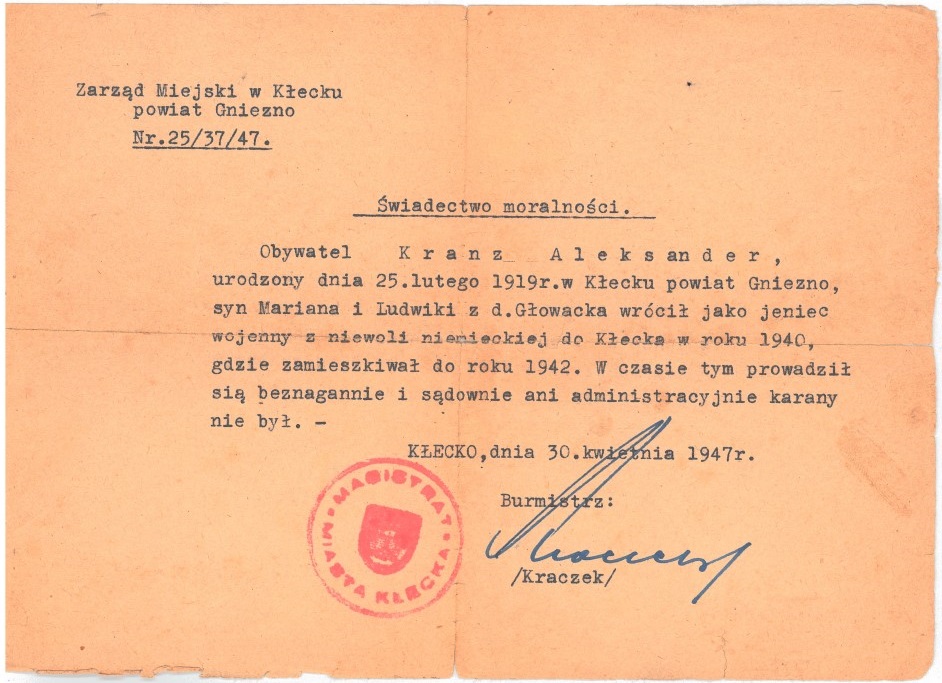 Zarząd Miejski w Kłecku
powiat Gniezno
Nr.25/37/47.
Świadectwo moralności.
Obywatel K r a n z A l e k s a n d e r ,
urodzony dnia 25.lutego 1919r.w Kłecku powiat Gniezno,
syn Mariana i Ludwiki z d.Głowacka wrócił jako jeniec
wojenny z niewoli niemieckiej do Kłecka w roku 1940,
gdzie zamieszkiwał do roku 1942. W czasie tym prowadził
sią beznagannie i sądownie ani administracyjnie karany
nie był. -
KŁECKO,dnia 30.kwietnia 1947r.
MAGISTRAT MIASTA KŁECKA
Burmistrz:
Kraczek
/Kraczek/